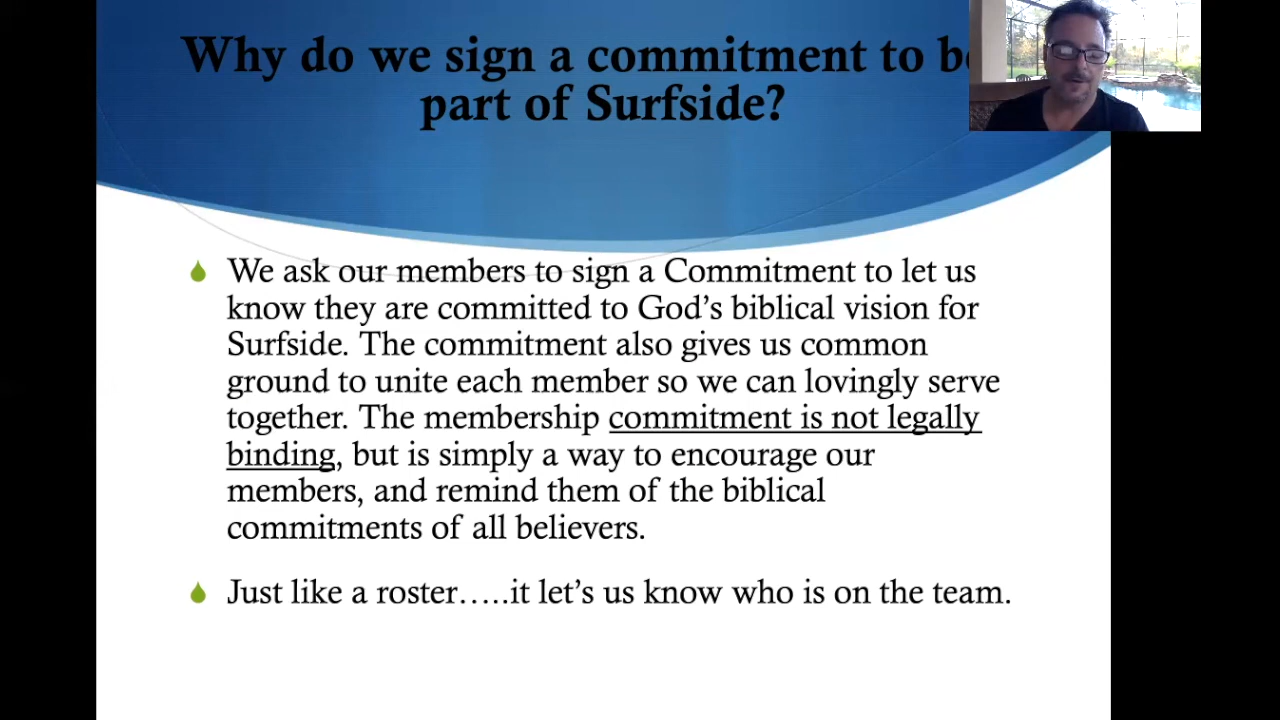 Why do we sign a commitment to
part of Surfside?
We ask our members to sign a Commitment to let us
know they are committed to God's biblical vision for
Surfside. The commitment also gives us common
ground to unite each member so we can lovingly serve
together. The membership commitment is not legally
binding, but is simply a way to encourage our
members, and remind them of the biblical
commitments of all believers.
Just like a roster…..it let's us know who is on the team.